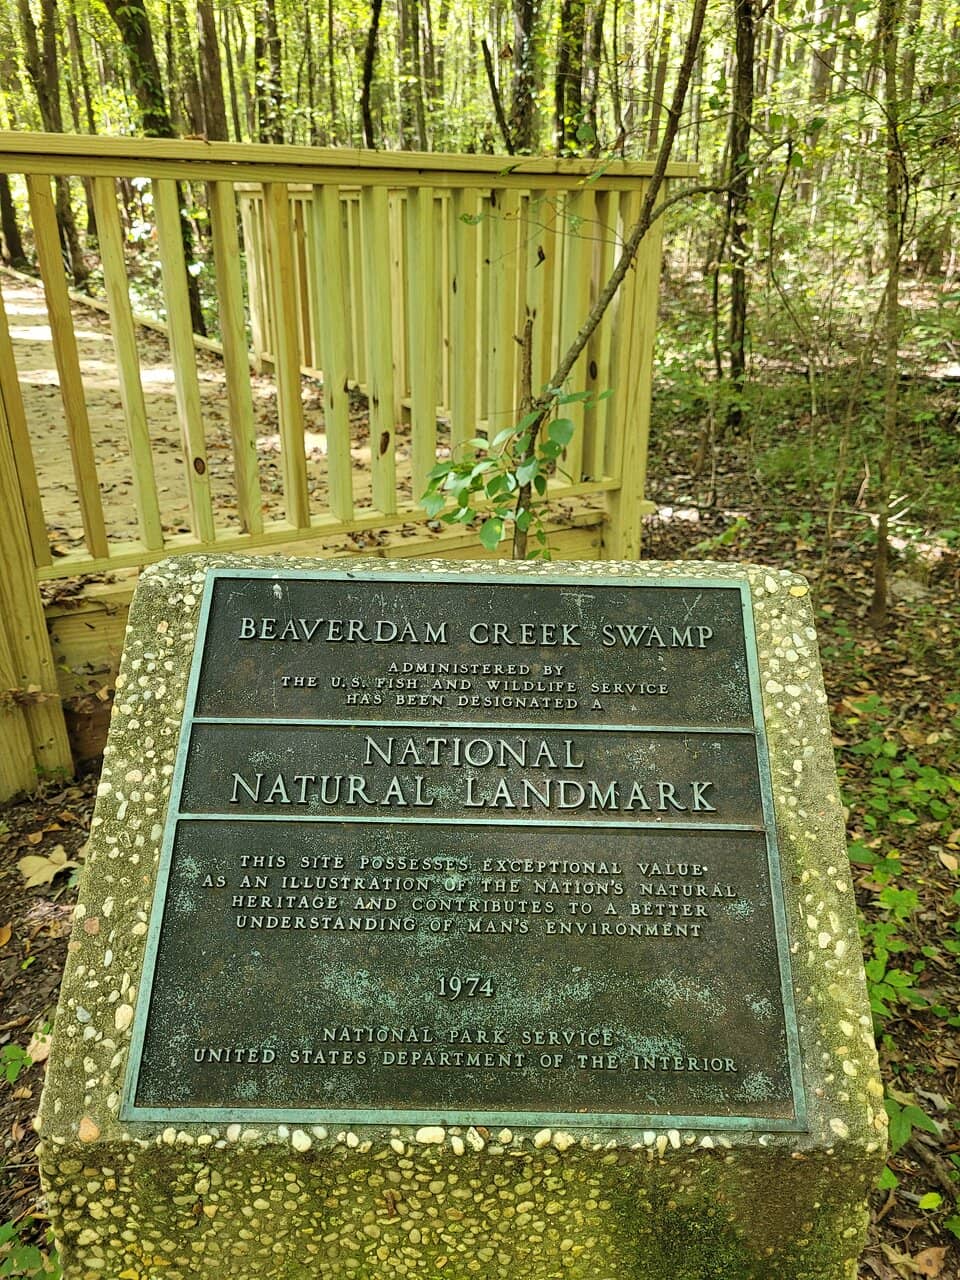 BEAVERDAM CREEK SWAMP
ADMINISTERED BY
THE U.S. FISH AND WILDLIFE SERVICE
HAS BEEN DESIGNATED A
NATIONAL
NATURAL LANDMARK
THIS SITE POSSESSES EXCEPTIONAL VALUE
AS AN ILLUSTRATION OF THE NATION'S NATURAL
HERITAGE AND CONTRIBUTES TO A BETTER
UNDERSTANDING OF MAN'S ENVIRONMENT
1974
NATIONAL PARK SERVICE
UNITED STATES DEPARTMENT OF THE INTERIOR